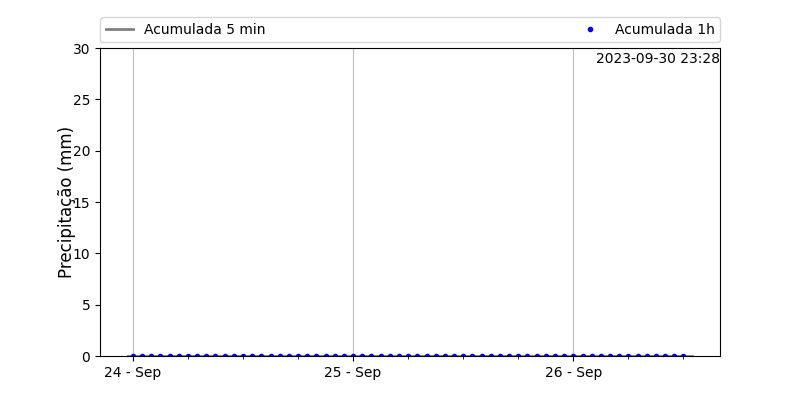 Acumulada 5 min
Acumulada 1h
2023-09-30 23:28
Precipitação (mm)
30
25
20
15
10
5
0
24 - Sep
25 - Sep
26 - Sep